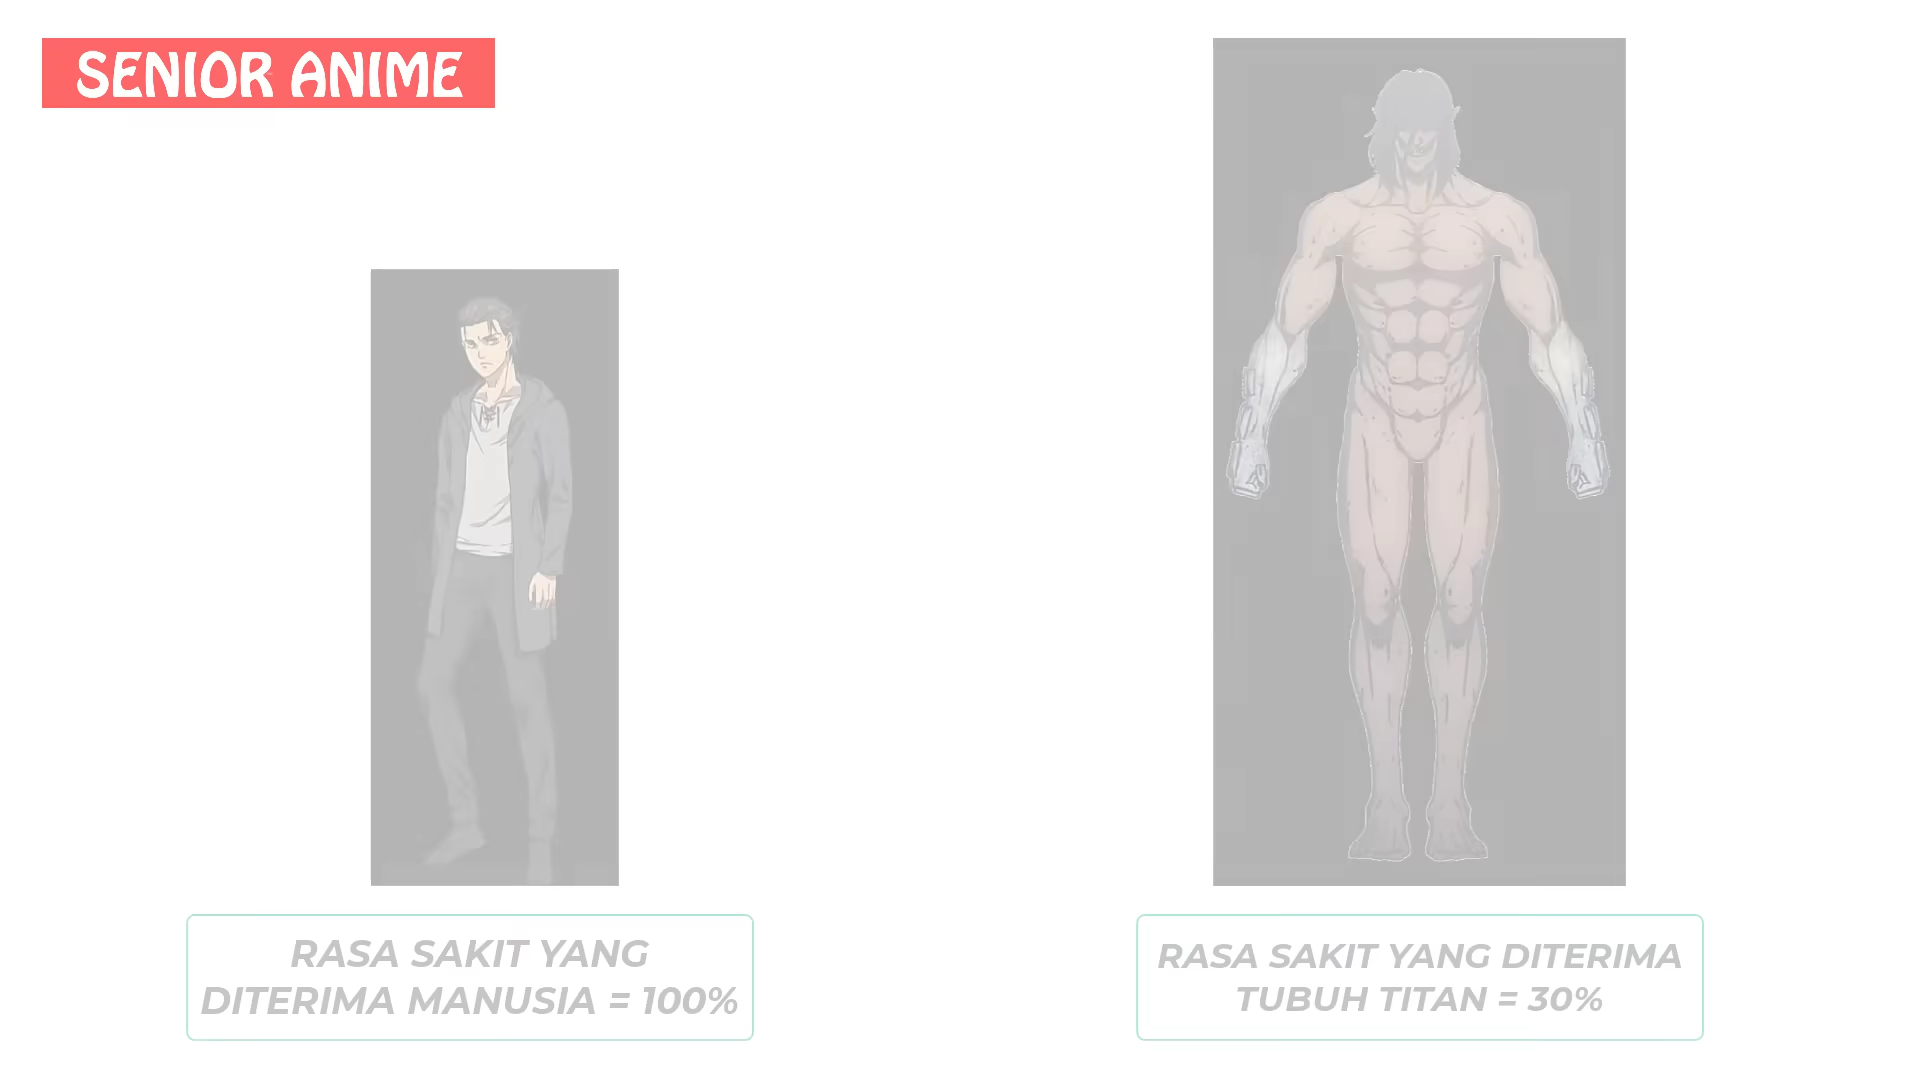 SENIOR ANIME
RASA SAKIT YANG
DITERIMA MANUSIA = 100%
RASA SAKIT YANG DITERIMA
TUBUH TITAN = 30%